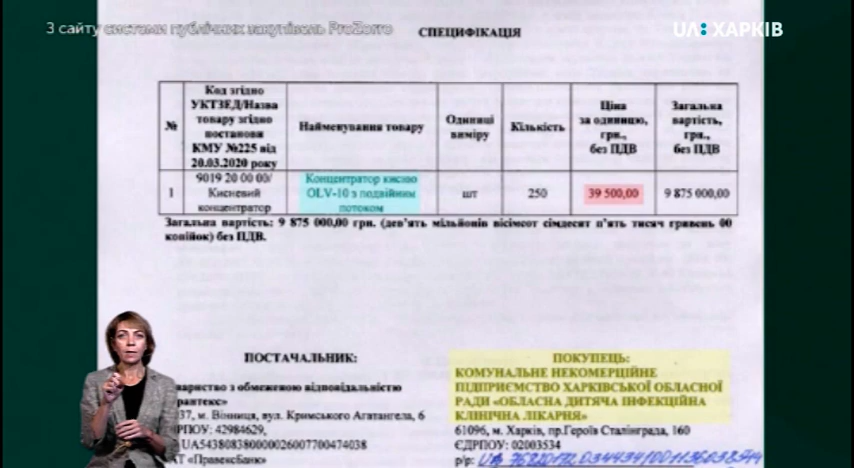 З сайту системи публічних закупівель ProZorro
UA: ХАРКІВ
СПЕЦИФІКАЦІЯ
№
Код згідно
УКТЗЕД/Назва
товару згідно
постанови
КМУ №225 від
20.03.2020 року
Найменування товару
Одиниці
виміру
Кількість
Ціна
за одиницю,
грн.,
без ПДВ
Загальна
вартість,
грн.,
без ПДВ
1
9019 20 00 00/
Кисневий
концентратор
Концентратор кисню
OLV-10 з подвійним
потоком
шт
250
39 500,00
9 875 000,00
Загальна вартість: 9 875 000,00 грн. (дев'ять мільйонів вісімсот сімдесят п'ять тисяч гривень 00
копійок) без ПДВ.
ПОСТАЧАЛЬНИК:
вариство з обмеженою відповідальністю
рантекс»
37, м. Вінниця, вул. Кримського Агатангела, 6
РПОУ: 42984629,
UA543808380000026007700474038
АТ «ПравексБанк»
ПОКУПЕЦЬ:
КОМУНАЛЬНЕ НЕКОМЕРЦІЙНЕ
ПІДПРИЄМСТВО ХАРКІВСЬКОЇ ОБЛАСНОЇ
РАДИ «ОБЛАСНА ДИТЯЧА ІНФЕКЦІЙНА
КЛІНІЧНА ЛІКАРНЯ»
61096, м. Харків, пр.Героїв Сталінграда, 160
ЄДРПОУ: 02003534
р/р: